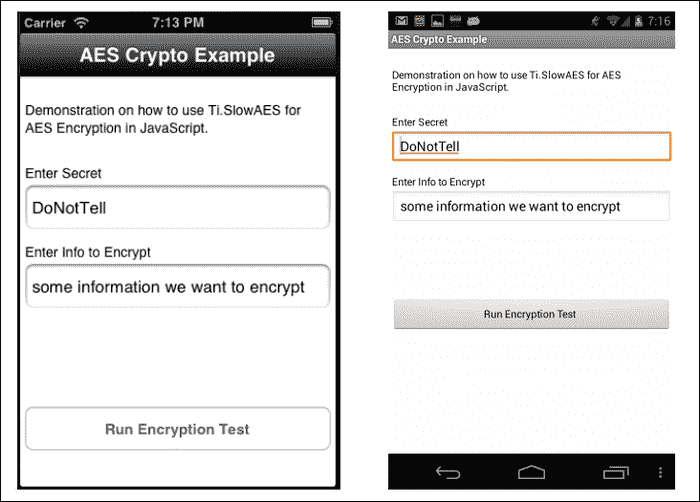 Carrier 7:13 PM
AES Crypto Example
Demonstration on how to use Ti.SlowAES for
AES Encryption in JavaScript.
Enter Secret
DoNotTell
Enter Info to Encrypt
some information we want to encrypt
Run Encryption Test
7:16
AES Crypto Example
Demonstration on how to use Ti.SlowAES for AES
Encryption in JavaScript.
Enter Secret
DoNotTell
Enter Info to Encrypt
some information we want to encrypt
Run Encryption Test